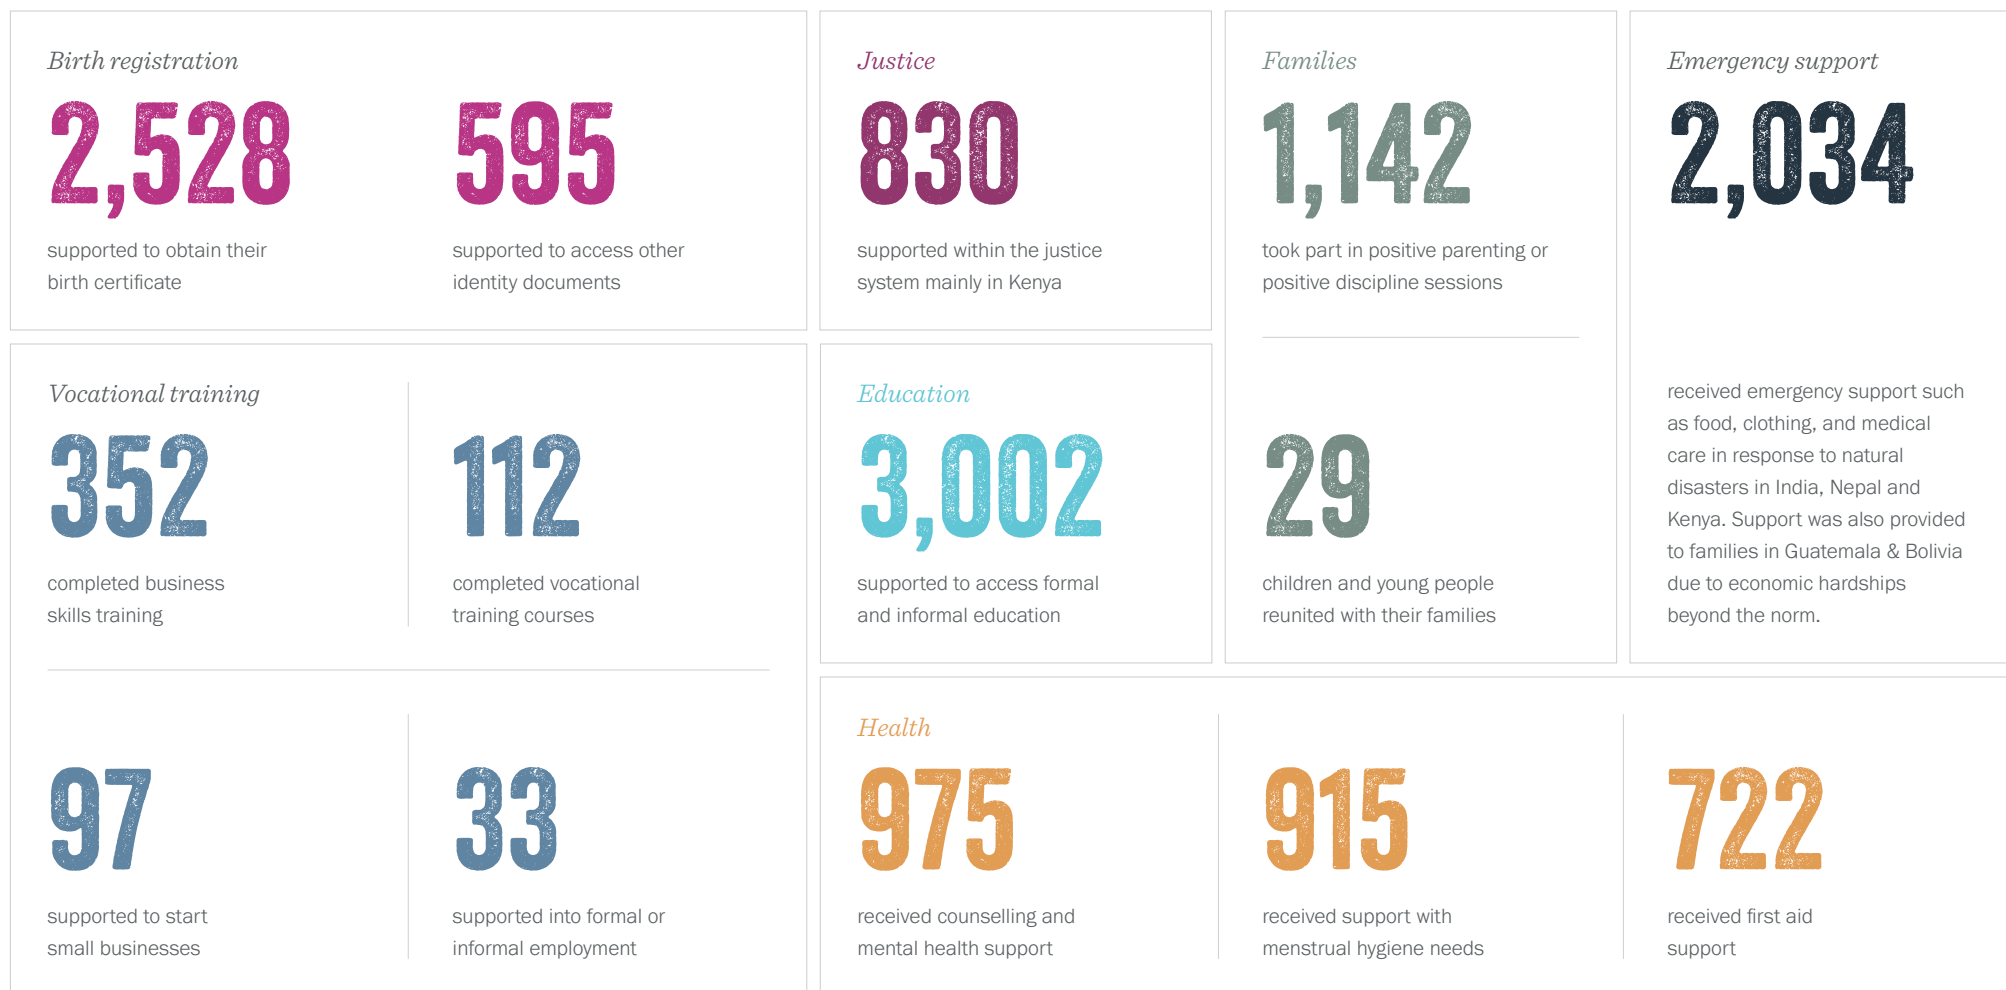 Birth registration
2,528
supported to obtain their
birth certificate
595
supported to access other
identity documents
Justice
830
supported within the justice
system mainly in Kenya
Families
1,142
took part in positive parenting or
positive discipline sessions
29
children and young people
reunited with their families
Emergency support
2,034
received emergency support such
as food, clothing, and medical
care in response to natural
disasters in India, Nepal and
Kenya. Support was also provided
to families in Guatemala & Bolivia
due to economic hardships
beyond the norm.
Vocational training
352
completed business
skills training
112
completed vocational
training courses
97
supported to start
small businesses
33
supported into formal or
informal employment
Education
3,002
supported to access formal
and informal education
Health
975
received counselling and
mental health support
915
received support with
menstrual hygiene needs
722
received first aid
support